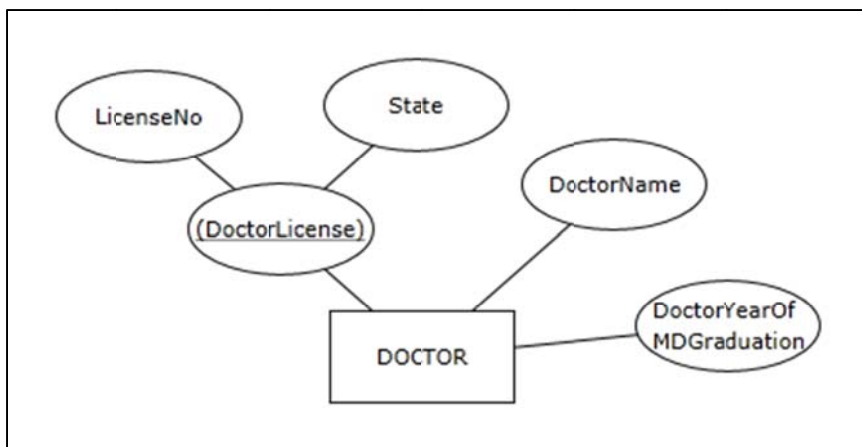 State
LicenseNo
DoctorName
(DoctorLicense)
DoctorYearOf
MDGraduation
DOCTOR